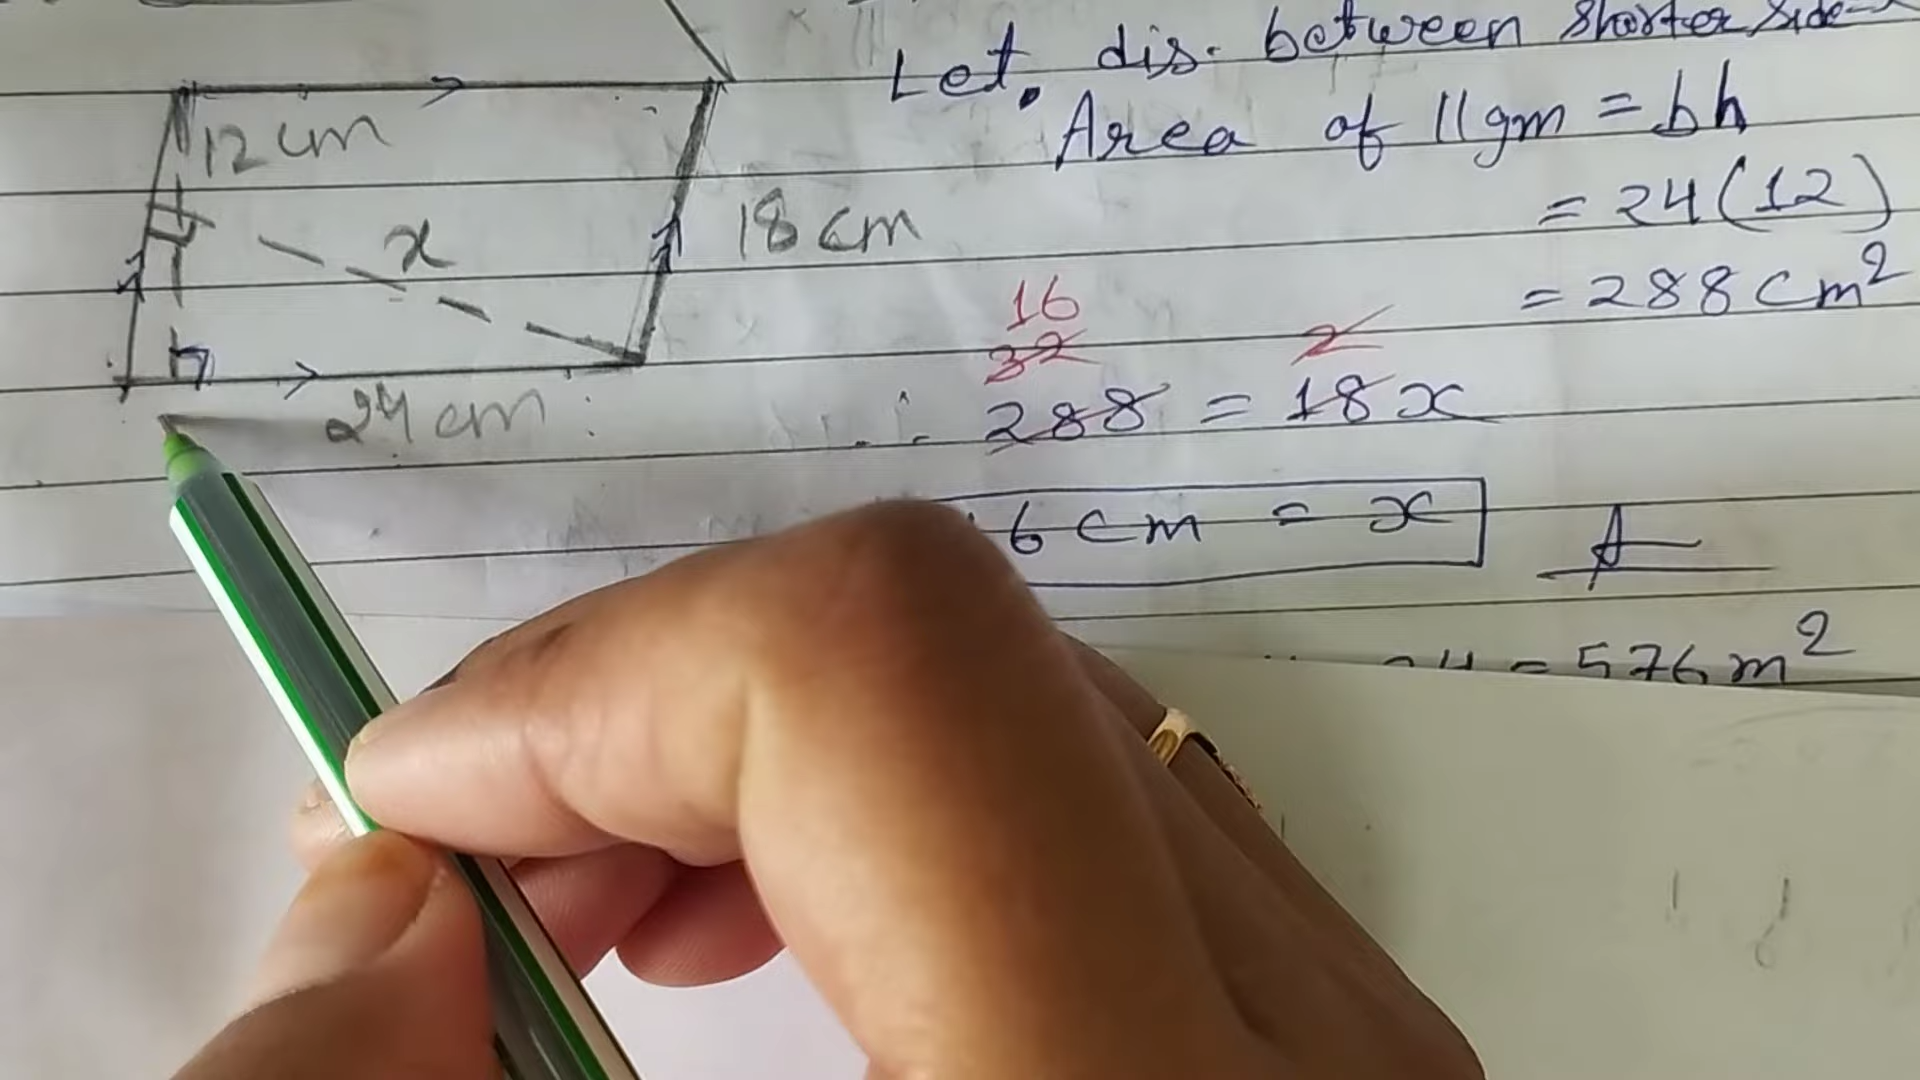 12 cm
x
18 cm
24 cm
Let. dis. between shorter side
Area of ||gm = bh
= 24(12)
= 288 cm²
16
32 2
∴ 288 = 18x
6 cm = x
A
24 = 576 m²